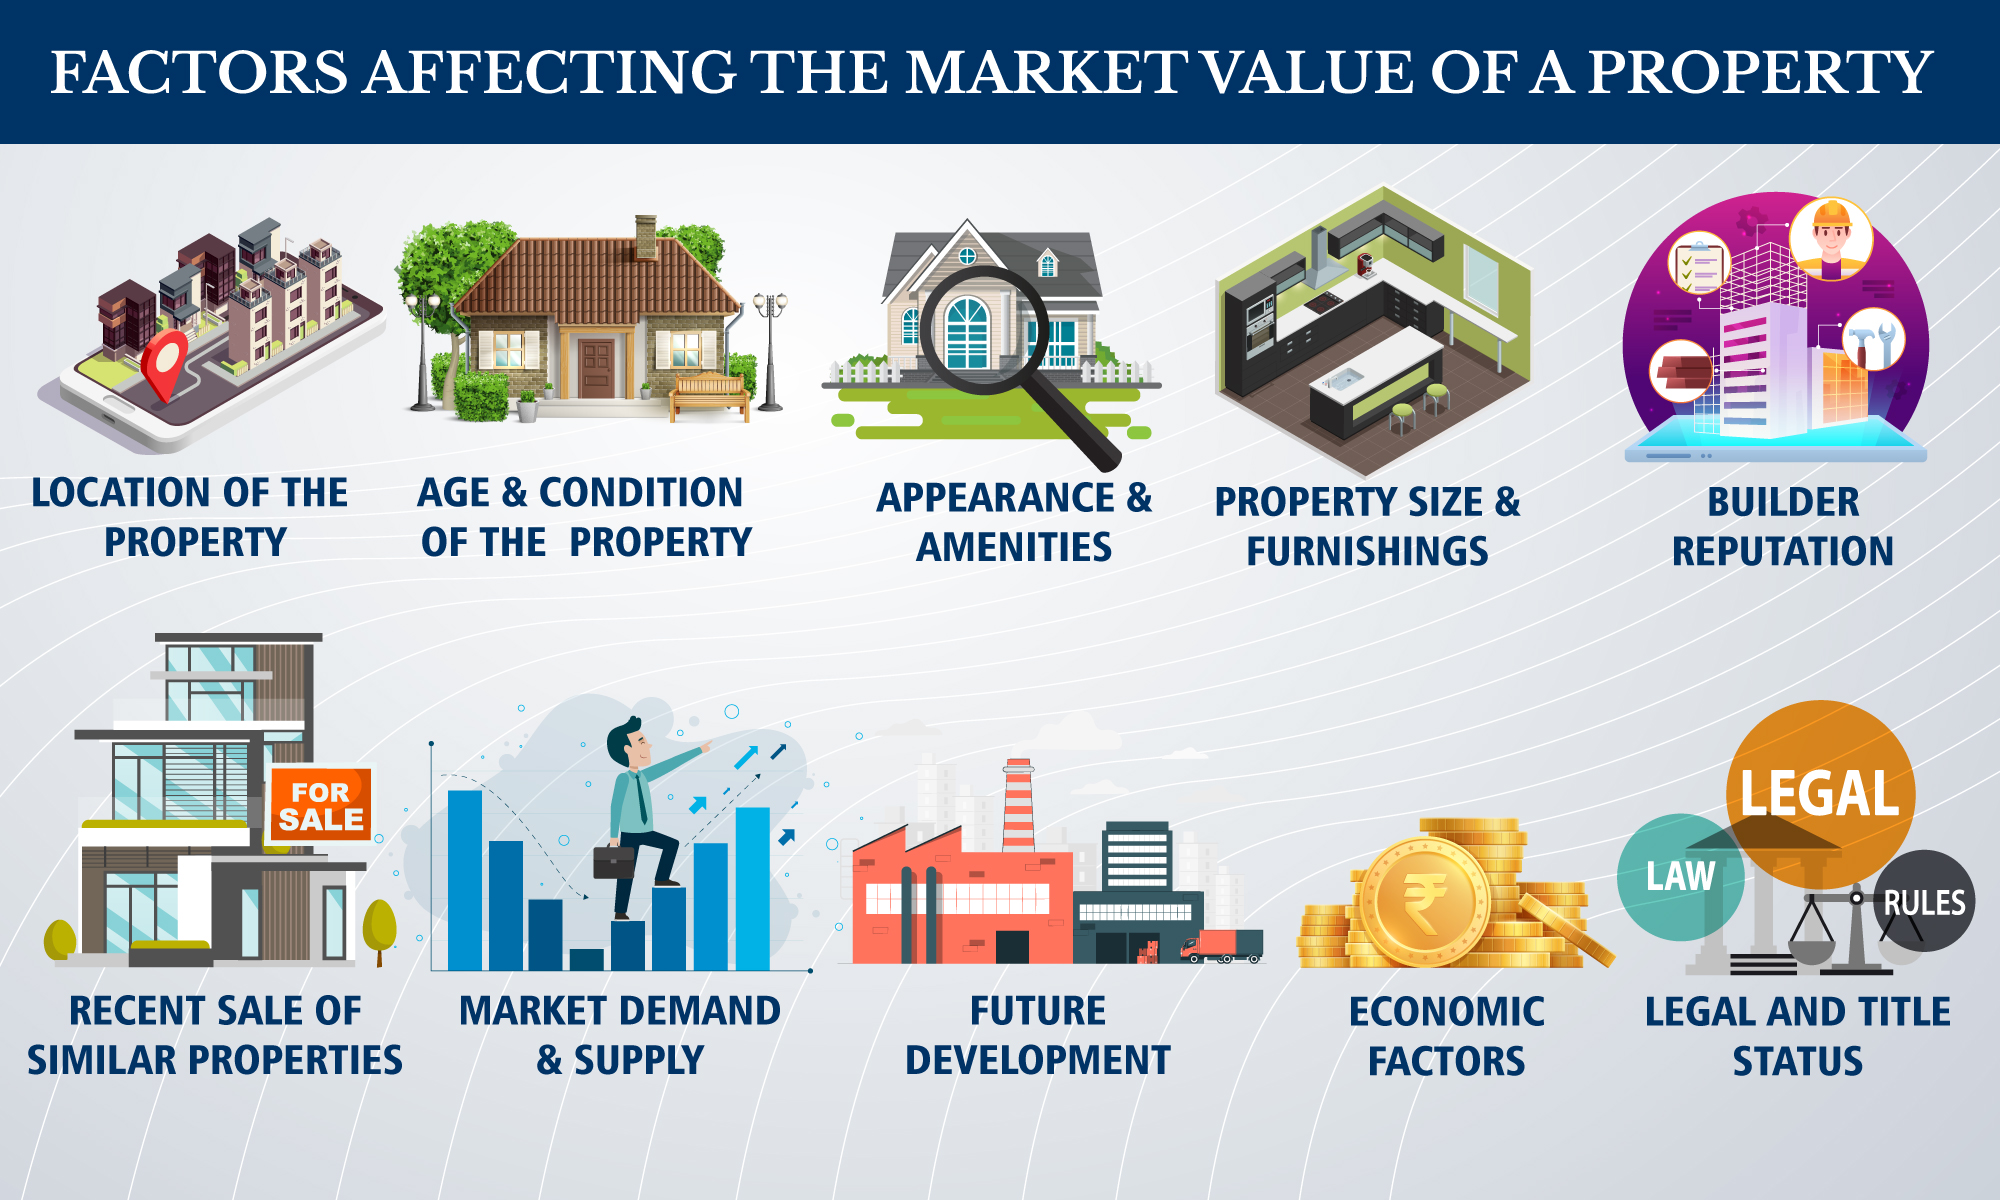 FACTORS AFFECTING THE MARKET VALUE OF A PROPERTY
LOCATION OF THE
PROPERTY
AGE & CONDITION
OF THE PROPERTY
APPEARANCE &
AMENITIES
PROPERTY SIZE &
FURNISHINGS
BUILDER
REPUTATION
FOR
SALE
RECENT SALE OF
SIMILAR PROPERTIES
MARKET DEMAND
& SUPPLY
FUTURE
DEVELOPMENT
₹
ECONOMIC
FACTORS
LEGAL
LAW
RULES
LEGAL AND TITLE
STATUS